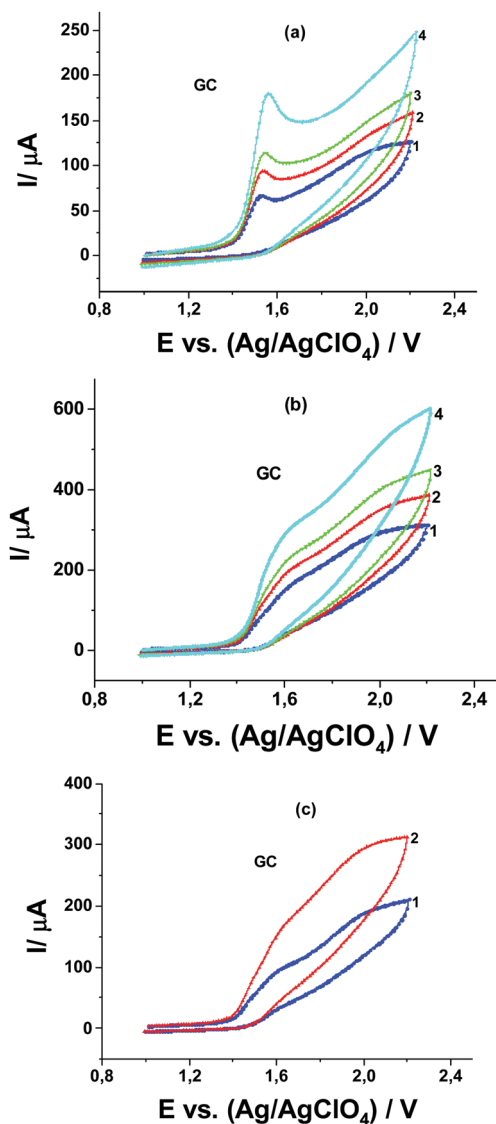 (a)
GC
I/ μA
250
200
150
100
50
0
4
3
2
1
0,8 1,2 1,6 2,0 2,4
E vs. (Ag/AgClO₄) / V
(b)
GC
I/ μA
600
400
200
0
4
3
2
1
0,8 1,2 1,6 2,0 2,4
E vs. (Ag/AgClO₄) / V
(c)
GC
I/ μA
400
300
200
100
0
2
1
0,8 1,2 1,6 2,0 2,4
E vs. (Ag/AgClO₄) / V